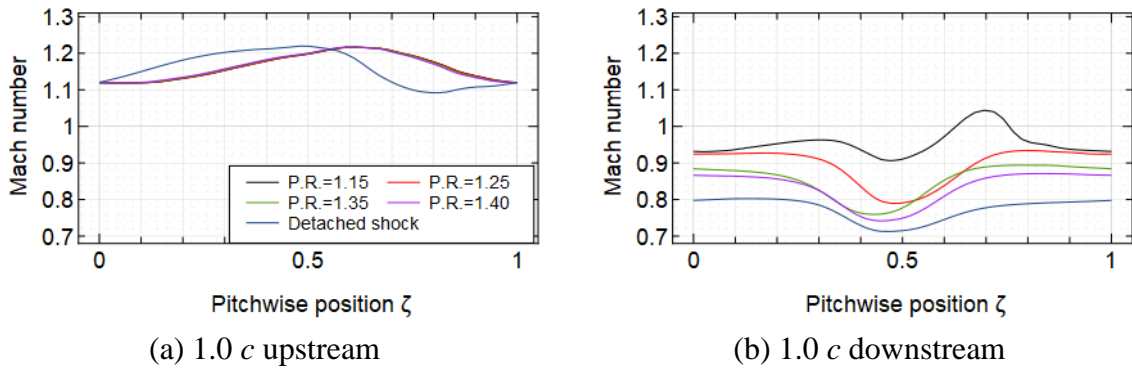 1.3
1.2
1.1
1
0.9
0.8
0.7
Mach number
P.R.=1.15 P.R.=1.25
P.R.=1.35 P.R.=1.40
Detached shock
0 0.5 1
Pitchwise position ζ
(a) 1.0 c upstream
1.3
1.2
1.1
1
0.9
0.8
0.7
Mach number
0 0.5 1
Pitchwise position ζ
(b) 1.0 c downstream